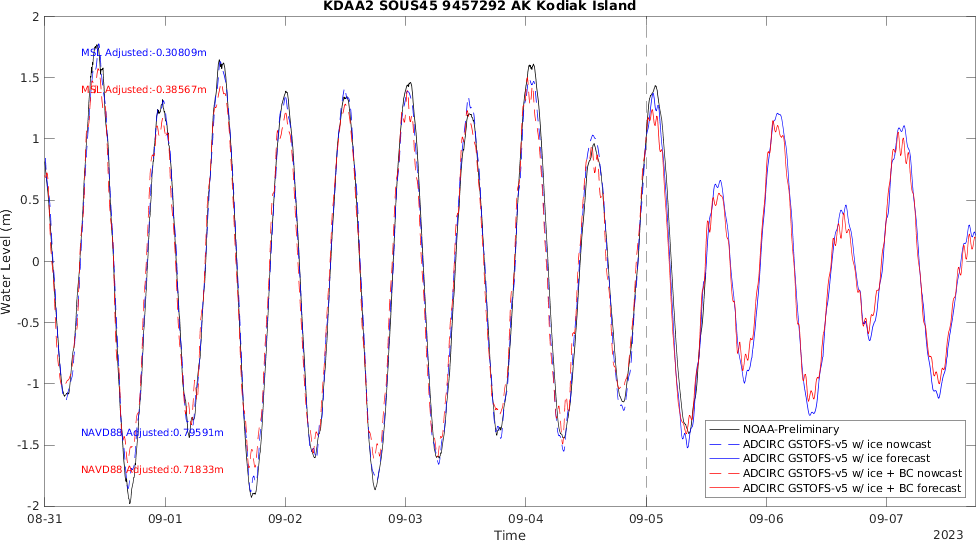 KDAA2 SOUS45 9457292 AK Kodiak Island
2
1.5
1
0.5
0
-0.5
-1
-1.5
-2
Water Level (m)
MSL Adjusted:-0.30809m
MSL Adjusted:-0.38567m
NAVD88 Adjusted:0.79591m
NAVD88 Adjusted:0.71833m
NOAA-Preliminary
ADCIRC GSTOFS-v5 w/ ice nowcast
ADCIRC GSTOFS-v5 w/ ice forecast
ADCIRC GSTOFS-v5 w/ ice + BC nowcast
ADCIRC GSTOFS-v5 w/ ice + BC forecast
08-31 09-01 09-02 09-03 09-04 09-05 09-06 09-07
Time
2023